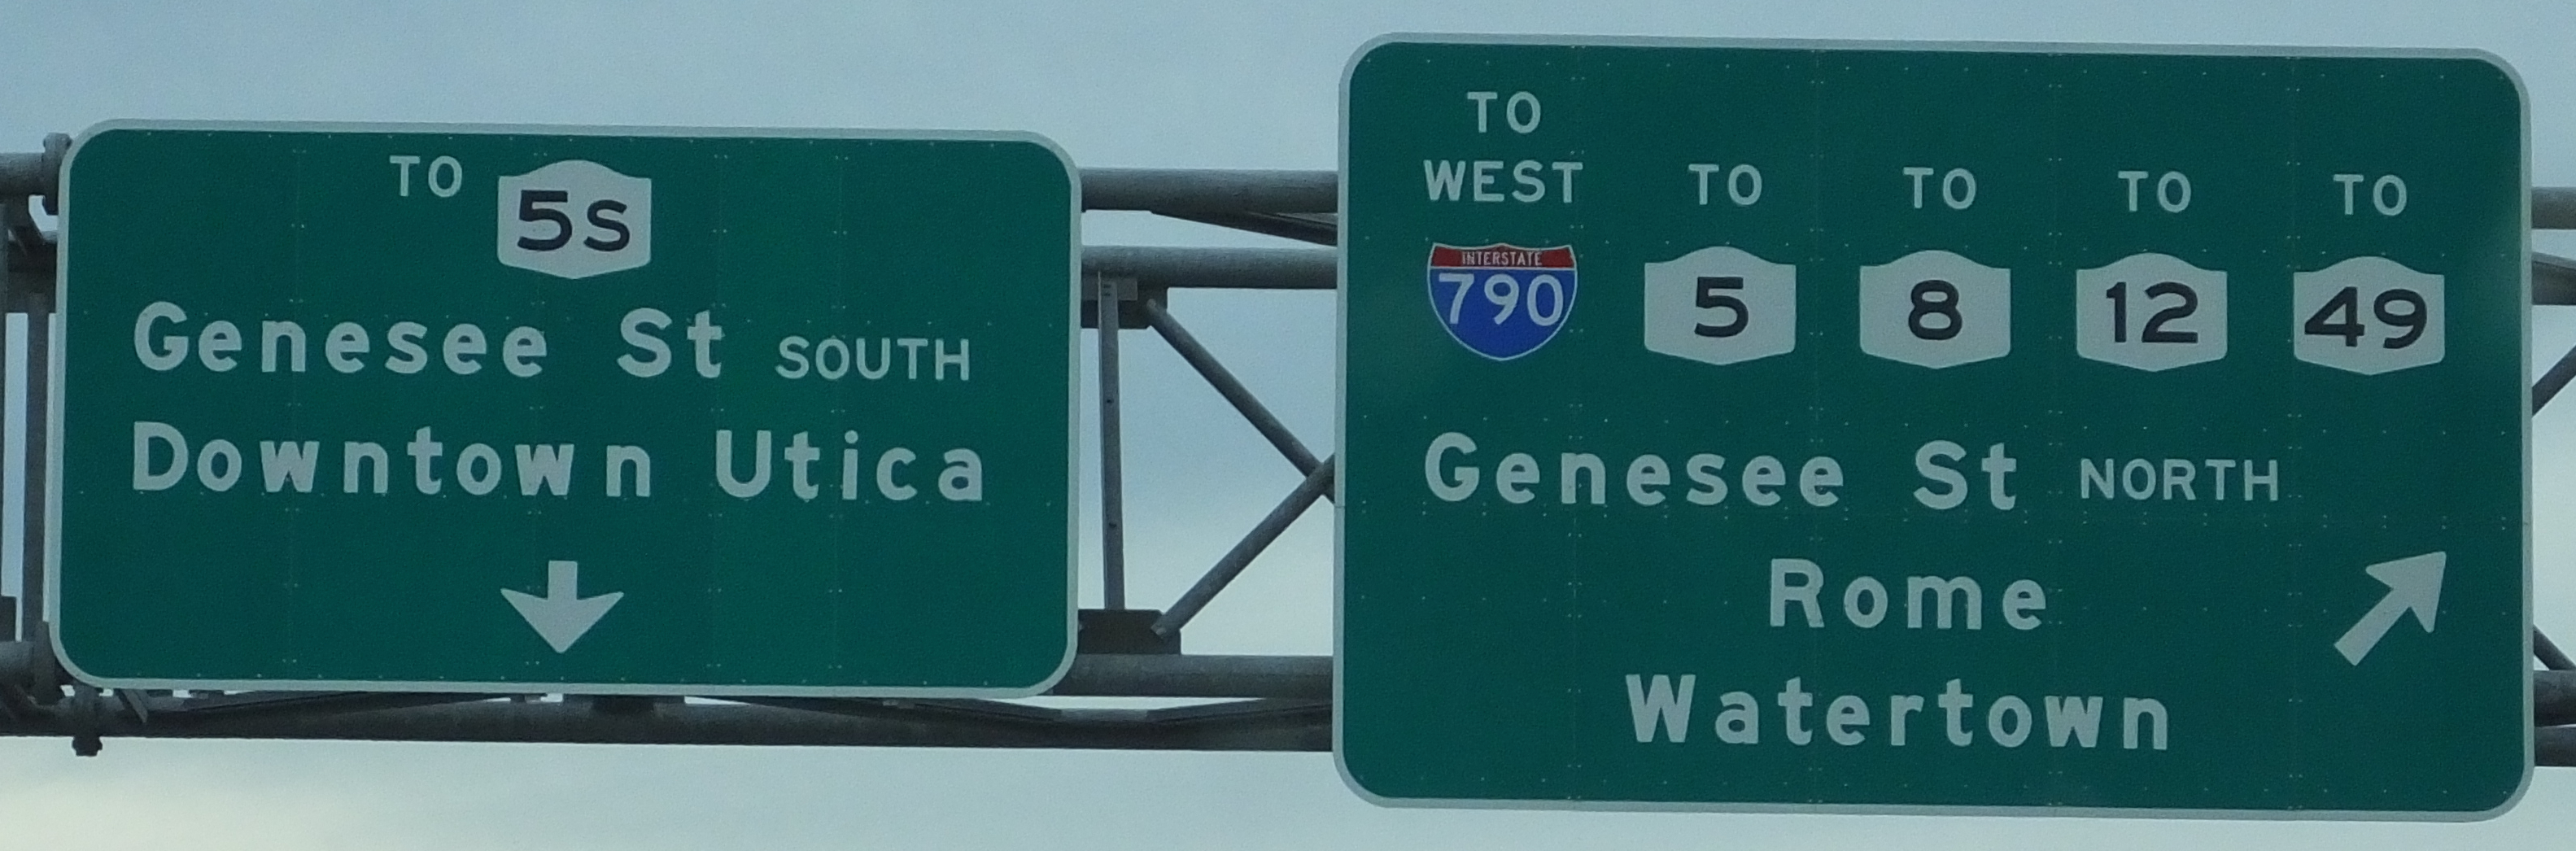 TO 5S
Genesee St SOUTH
Downtown Utica
TO
WEST TO TO TO TO
INTERSTATE
790 5 8 12 49
Genesee St NORTH
Rome
Watertown